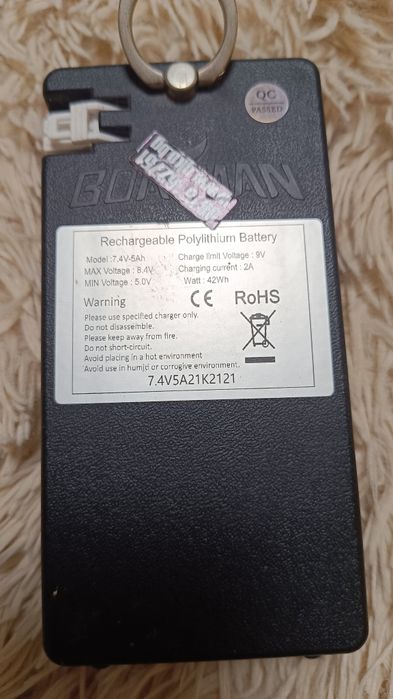 QC
PASSED
Rechargeable Polylithium Battery
Model : 7.4V-5Ah Charge limit Voltage : 9V
MAX Voltage : 8.4V Charging current : 2A
MIN Voltage : 5.0V Watt : 42Wh
Warning
CE RoHS
Please use specified charger only.
Do not disassemble.
Please keep away from fire.
Do not short-circuit.
Avoid placing in a hot environment
Avoid use in humid or corrogive environment.
7.4V5A21K2121